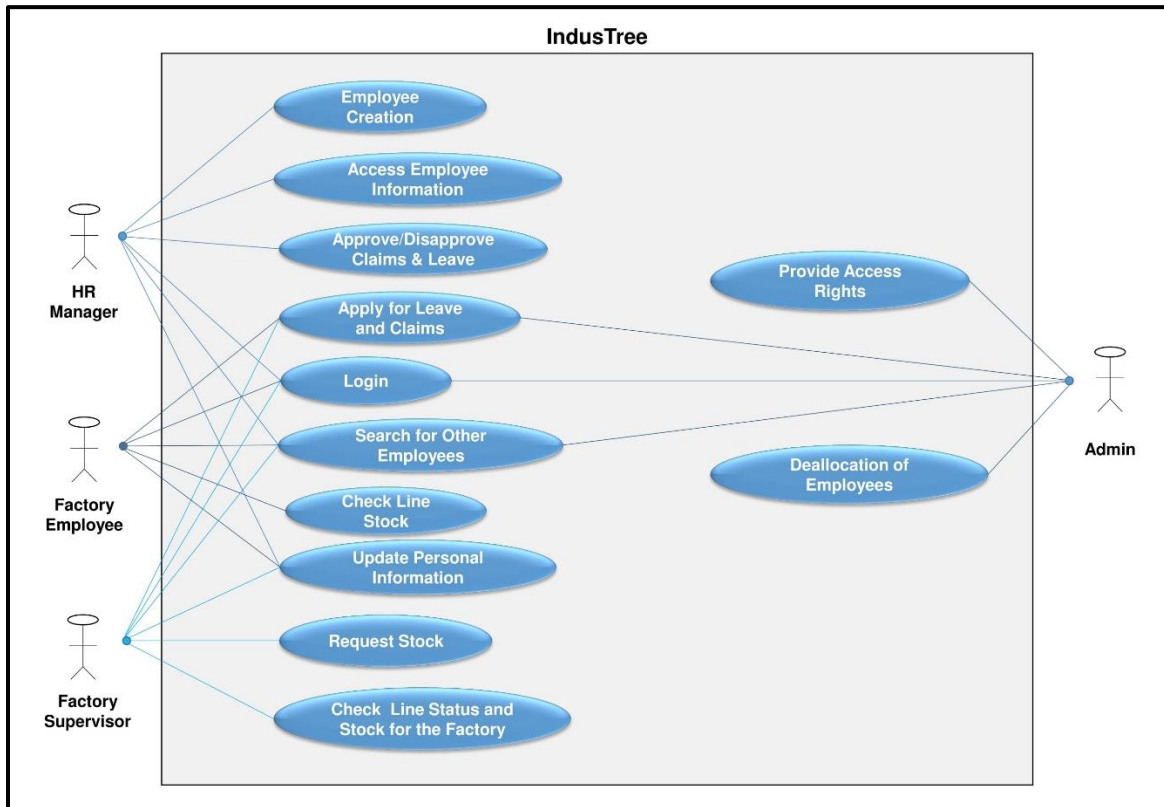 IndusTree
Employee
Creation
Access Employee
Information
Approve/Disapprove
Claims & Leave
Apply for Leave
and Claims
Login
Search for Other
Employees
Check Line
Stock
Update Personal
Information
Request Stock
Check Line Status and
Stock for the Factory
Provide Access
Rights
Deallocation of
Employees
HR
Manager
Factory
Employee
Factory
Supervisor
Admin